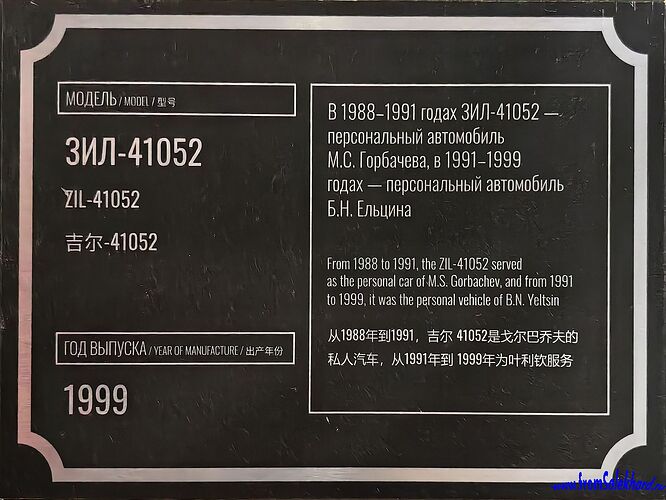 МОДЕЛЬ / MODEL / 型号
ЗИЛ-41052
ZIL-41052
吉尔-41052
ГОД ВЫПУСКА / YEAR OF MANUFACTURE / 出产年份
1999
В 1988–1991 годах ЗИЛ-41052 —
персональный автомобиль
М.С. Горбачева, в 1991–1999
годах — персональный автомобиль
Б.Н. Ельцина
From 1988 to 1991, the ZIL-41052 served
as the personal car of M.S. Gorbachev, and from 1991
to 1999, it was the personal vehicle of B.N. Yeltsin
从1988年到1991，吉尔 41052是戈尔巴乔夫的
私人汽车，从1991年到 1999年为叶利钦服务